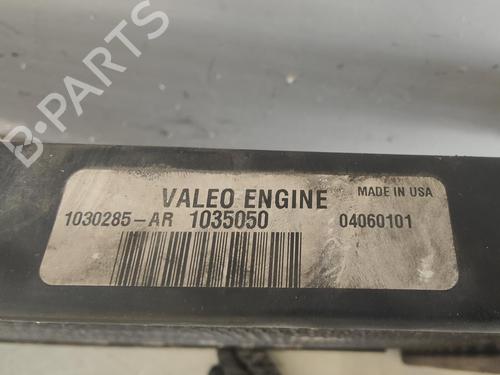 B-PARTS
VALEO ENGINE
MADE IN USA
1030285-AR 1035050
04060101